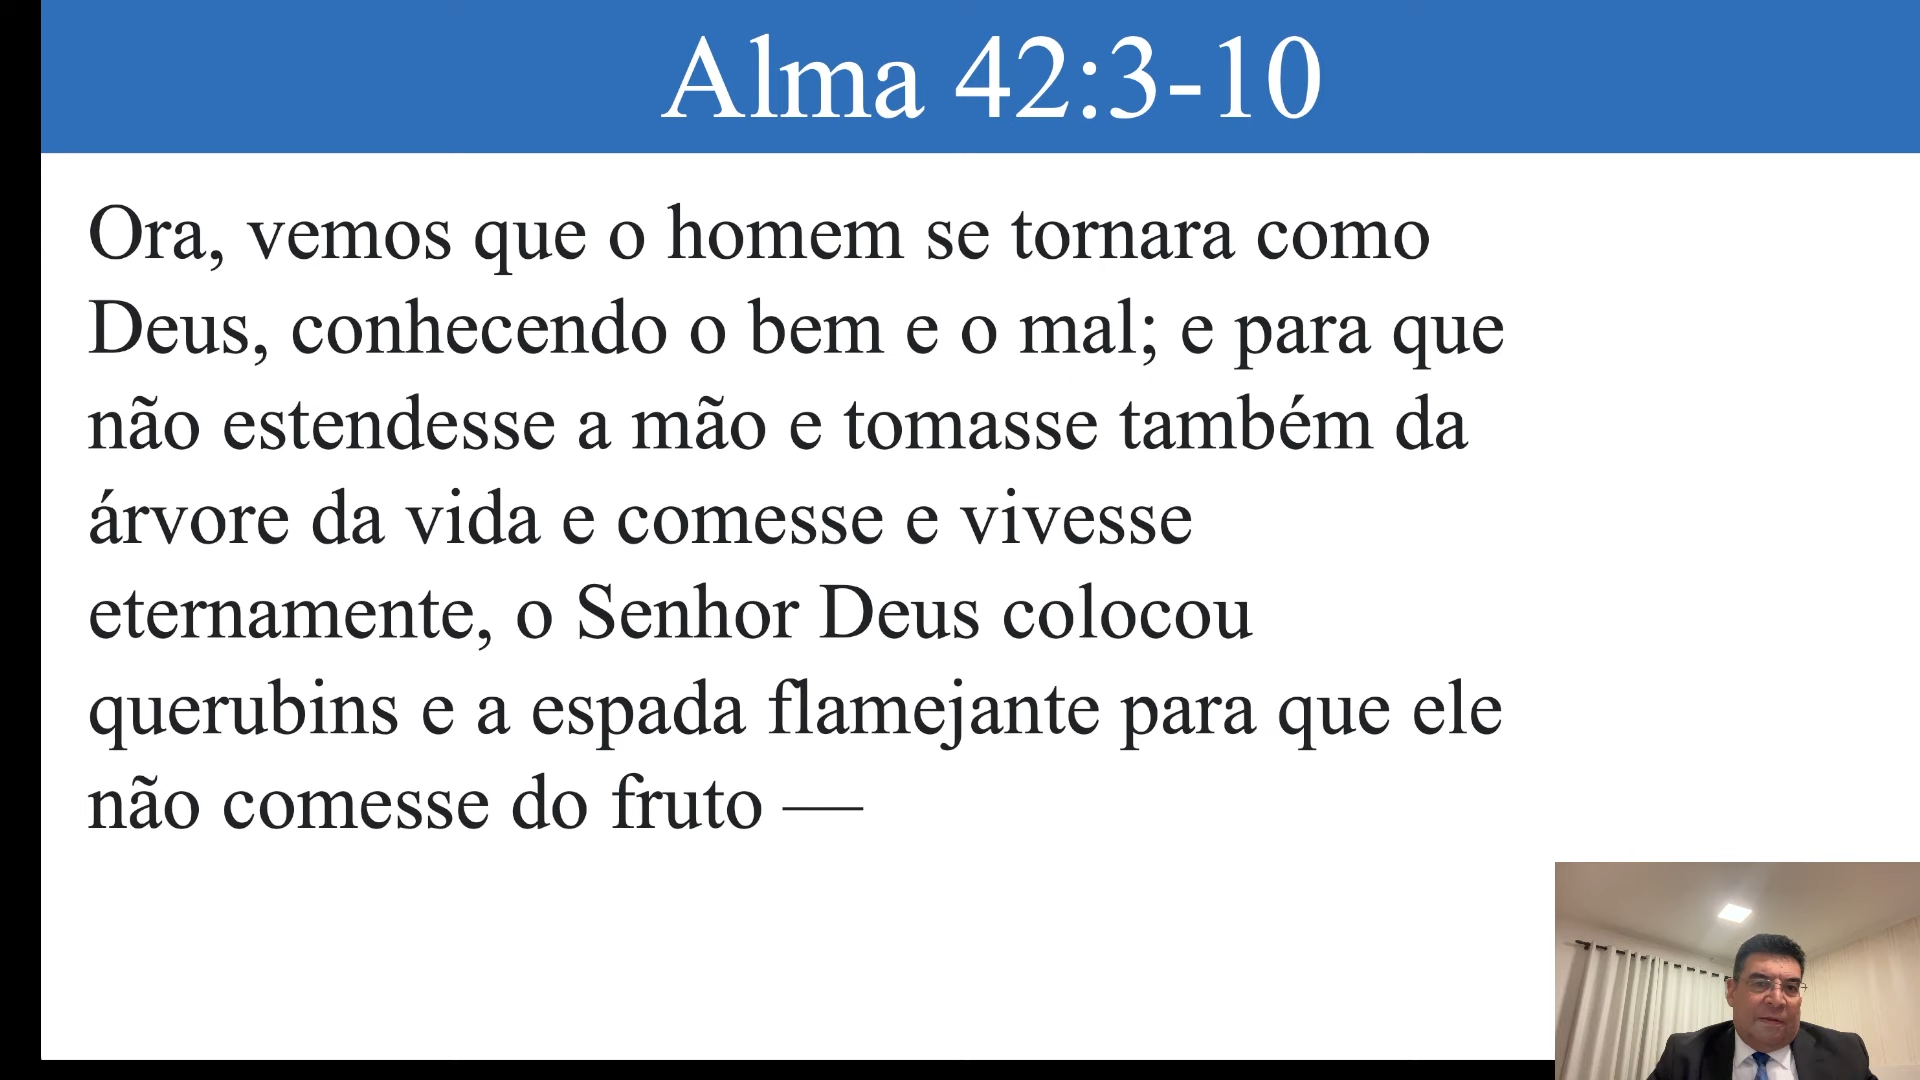 Alma 42:3-10
Ora, vemos que o homem se tornara como
Deus, conhecendo o bem e o mal; e para que
não estendesse a mão e tomasse também da
árvore da vida e comesse e vivesse
eternamente, o Senhor Deus colocou
querubins e a espada flamejante para que ele
não comesse do fruto —